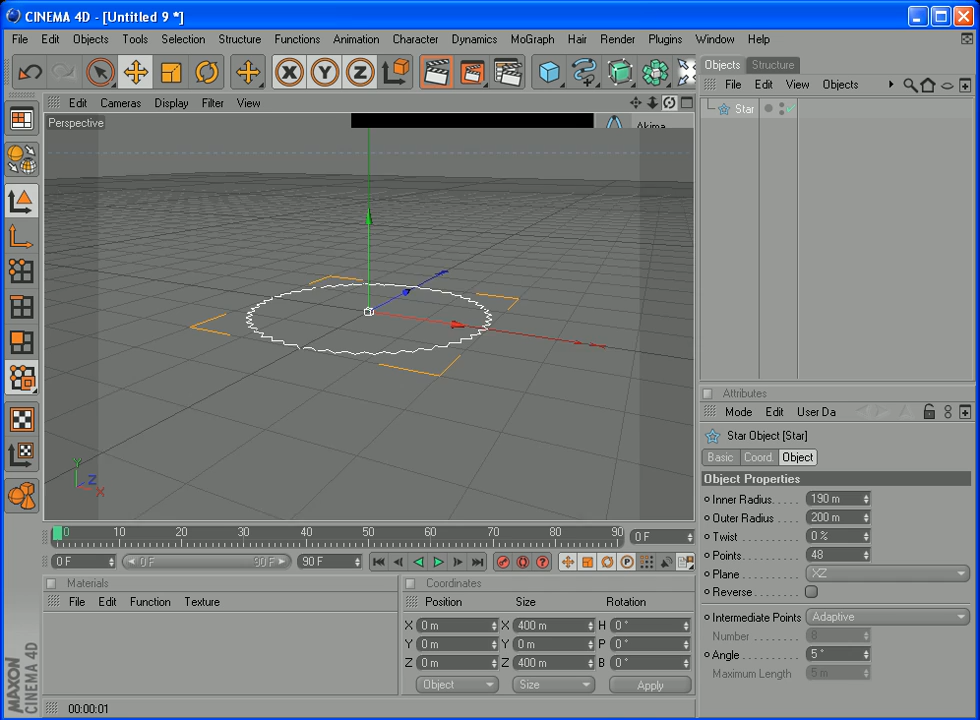 CINEMA 4D - [Untitled 9 *]
File Edit Objects Tools Selection Structure Functions Animation Character Dynamics MoGraph Hair Render Plugins Window Help
Objects Structure
File Edit View Objects
Star
Edit Cameras Display Filter View
Perspective
Akima
X Y Z
Y Z X
Attributes
Mode Edit User Da
Star Object [Star]
Basic Coord. Object
Object Properties
Inner Radius. . . . . 190 m
Outer Radius . . . . 200 m
Twist . . . . . . . . . . 0 %
Points . . . . . . . . . 48
Plane . . . . . . . . . . XZ
Reverse . . . . . . . .
Intermediate Points Adaptive
Number . . . . . . . . 8
Angle . . . . . . . . . . 5 °
Maximum Length 5 m
0 10 20 30 40 50 60 70 80 90 0 F
0 F 0 F 90 F 90 F
Materials
File Edit Function Texture
Coordinates
Position Size Rotation
X 0 m X 400 m H 0 °
Y 0 m Y 0 m P 0 °
Z 0 m Z 400 m B 0 °
Object Size Apply
MAXON
CINEMA 4D
00:00:01